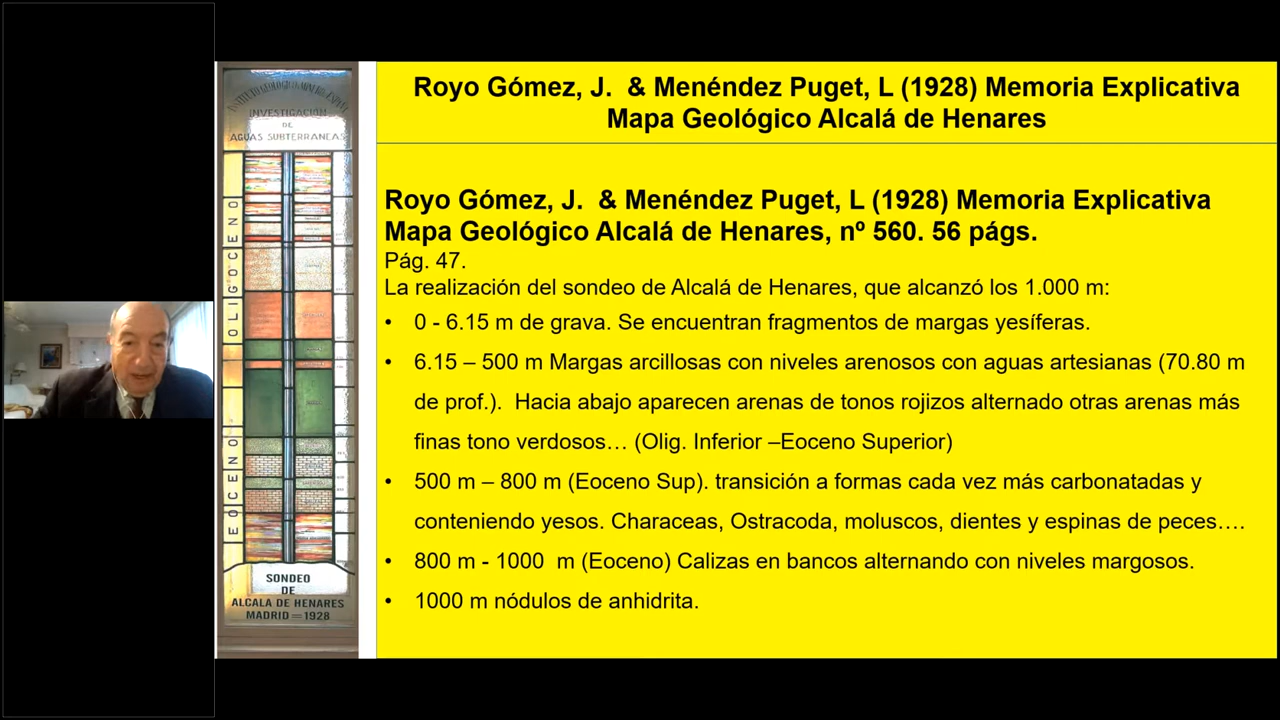 INSTITUTO GEOLÓGICO Y MINERO DE ESPAÑA
INVESTIGACIÓN
DE
AGUAS SUBTERRANEAS
OLIGOCENO
EOCENO
SONDEO
DE
ALCALA DE HENARES
MADRID = 1928
Royo Gómez, J. & Menéndez Puget, L (1928) Memoria Explicativa
Mapa Geológico Alcalá de Henares
Royo Gómez, J. & Menéndez Puget, L (1928) Memoria Explicativa
Mapa Geológico Alcalá de Henares, nº 560. 56 págs.
Pág. 47.
La realización del sondeo de Alcalá de Henares, que alcanzó los 1.000 m:
• 0 - 6.15 m de grava. Se encuentran fragmentos de margas yesíferas.
• 6.15 – 500 m Margas arcillosas con niveles arenosos con aguas artesianas (70.80 m
de prof.). Hacia abajo aparecen arenas de tonos rojizos alternado otras arenas más
finas tono verdosos… (Olig. Inferior –Eoceno Superior)
• 500 m – 800 m (Eoceno Sup). transición a formas cada vez más carbonatadas y
conteniendo yesos. Characeas, Ostracoda, moluscos, dientes y espinas de peces….
• 800 m - 1000 m (Eoceno) Calizas en bancos alternando con niveles margosos.
• 1000 m nódulos de anhidrita.